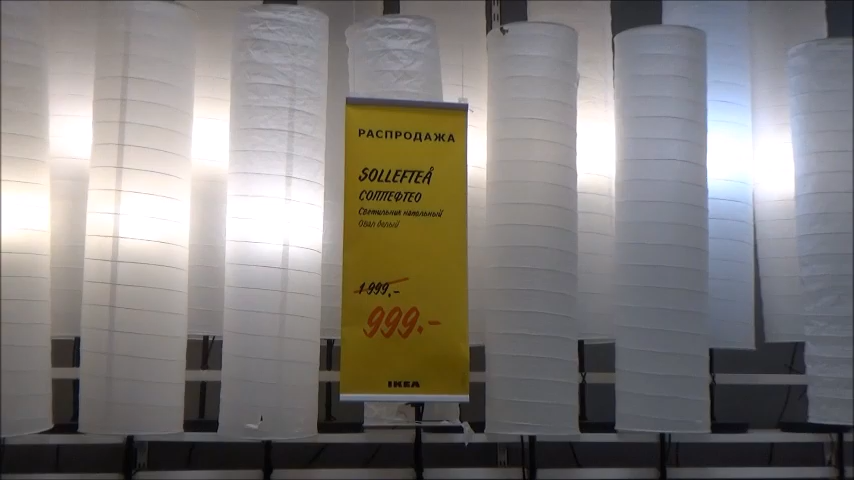 РАСПРОДАЖА
SOLLEFTEÅ
СОЛЛЕФТЕО
Светильник напольный
Овал белый
1 999,-
999.-
IKEA